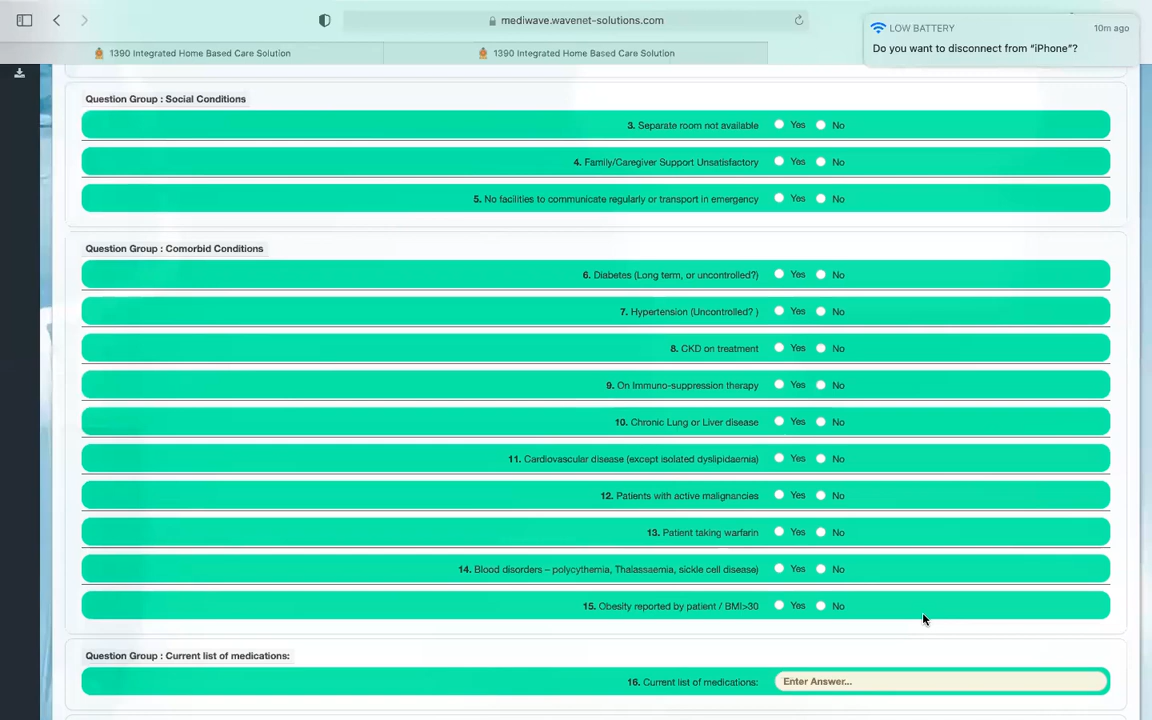 mediwave.wavenet-solutions.com
LOW BATTERY 10m ago
Do you want to disconnect from “iPhone”?
1390 Integrated Home Based Care Solution
1390 Integrated Home Based Care Solution
Question Group : Social Conditions
3. Separate room not available Yes No
4. Family/Caregiver Support Unsatisfactory Yes No
5. No facilities to communicate regularly or transport in emergency Yes No
Question Group : Comorbid Conditions
6. Diabetes (Long term, or uncontrolled?) Yes No
7. Hypertension (Uncontrolled? ) Yes No
8. CKD on treatment Yes No
9. On Immuno-suppression therapy Yes No
10. Chronic Lung or Liver disease Yes No
11. Cardiovascular disease (except isolated dyslipidaemia) Yes No
12. Patients with active malignancies Yes No
13. Patient taking warfarin Yes No
14. Blood disorders – polycythemia, Thalassaemia, sickle cell disease) Yes No
15. Obesity reported by patient / BMI>30 Yes No
Question Group : Current list of medications:
16. Current list of medications: Enter Answer...